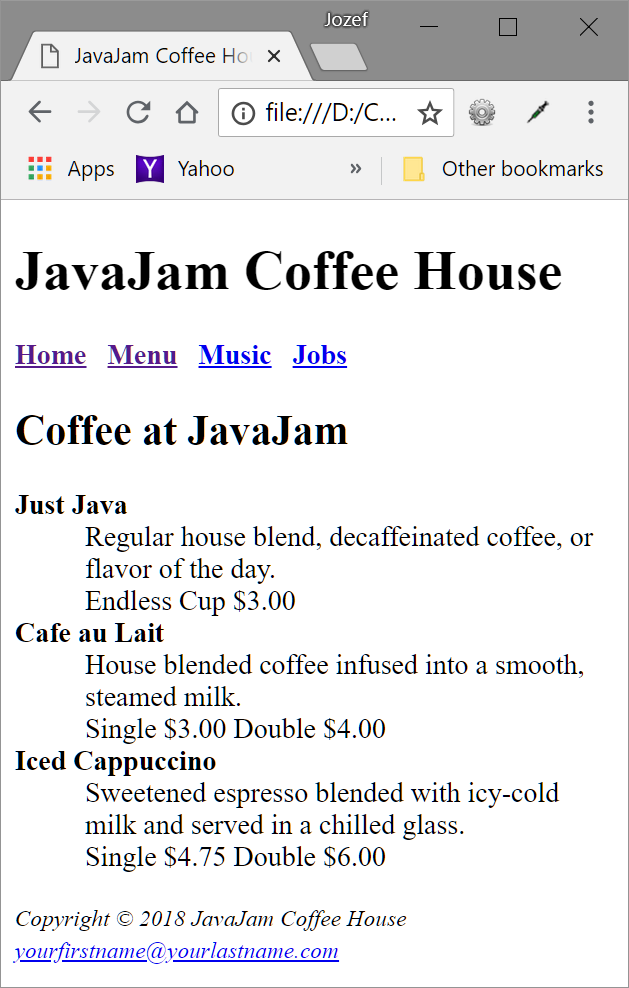 Jozef
JavaJam Coffee Ho
file:///D:/C...
Apps Yahoo » Other bookmarks
JavaJam Coffee House
Home Menu Music Jobs
Coffee at JavaJam
Just Java
Regular house blend, decaffeinated coffee, or
flavor of the day.
Endless Cup $3.00
Cafe au Lait
House blended coffee infused into a smooth,
steamed milk.
Single $3.00 Double $4.00
Iced Cappuccino
Sweetened espresso blended with icy-cold
milk and served in a chilled glass.
Single $4.75 Double $6.00
Copyright © 2018 JavaJam Coffee House
yourfirstname@yourlastname.com